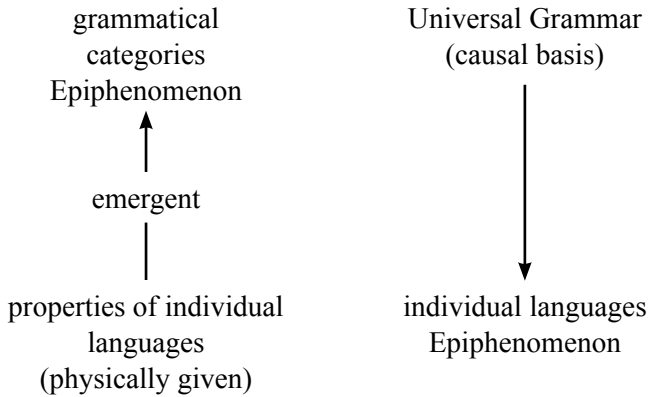 grammatical
categories
Epiphenomenon
emergent
properties of individual
languages
(physically given)
Universal Grammar
(causal basis)
individual languages
Epiphenomenon